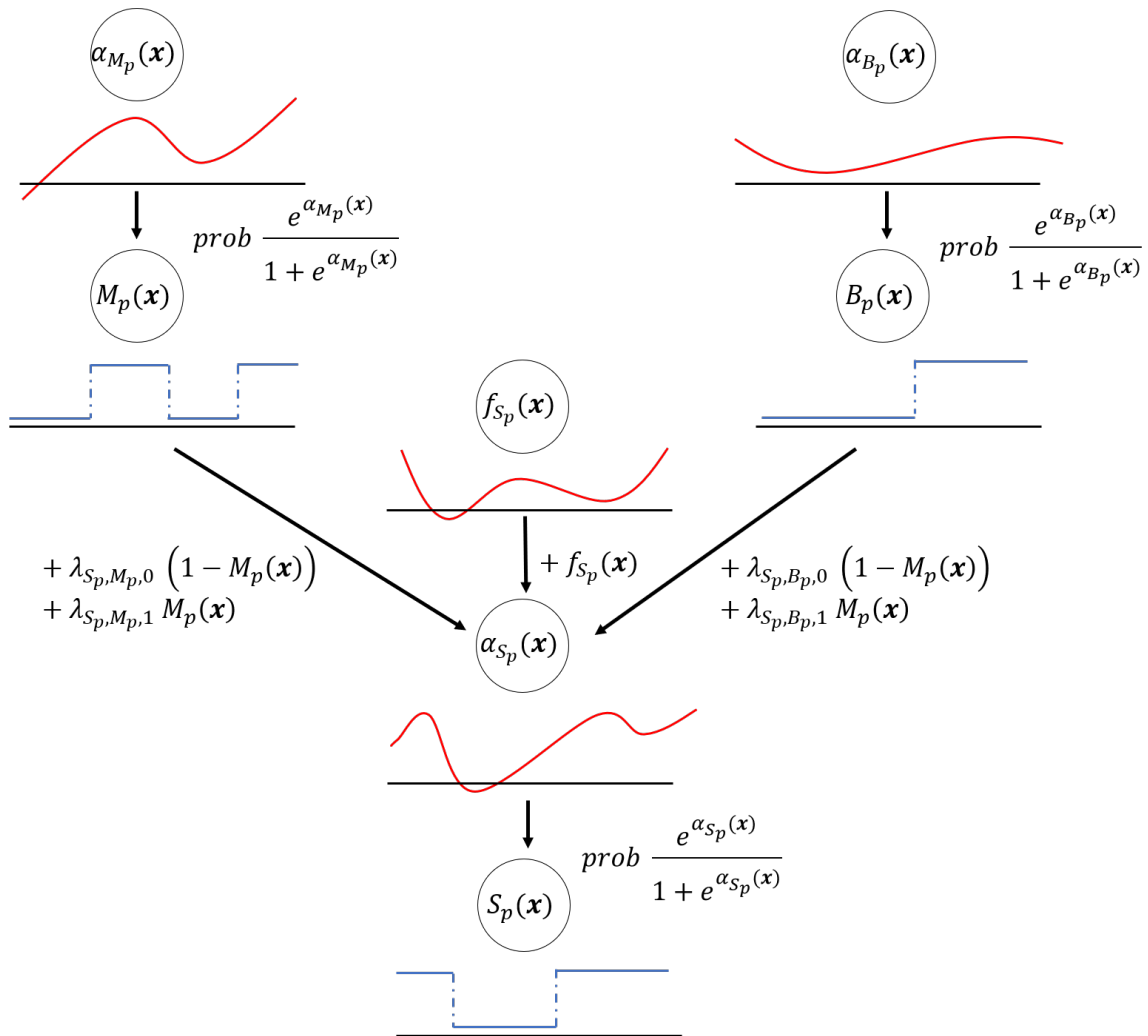 α_{M_p}(𝒙)
α_{B_p}(𝒙)
prob e^{α_{M_p}(𝒙)} / (1 + e^{α_{M_p}(𝒙)})
prob e^{α_{B_p}(𝒙)} / (1 + e^{α_{B_p}(𝒙)})
M_p(𝒙)
B_p(𝒙)
f_{S_p}(𝒙)
+ λ_{S_p,M_p,0} (1 − M_p(𝒙))
+ λ_{S_p,M_p,1} M_p(𝒙)
+ f_{S_p}(𝒙)
+ λ_{S_p,B_p,0} (1 − M_p(𝒙))
+ λ_{S_p,B_p,1} M_p(𝒙)
α_{S_p}(𝒙)
prob e^{α_{S_p}(𝒙)} / (1 + e^{α_{S_p}(𝒙)})
S_p(𝒙)